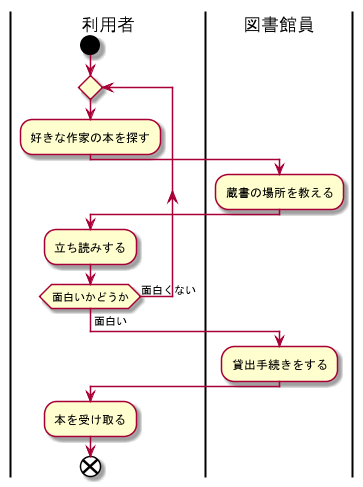 利用者
図書館員
好きな作家の本を探す
蔵書の場所を教える
立ち読みする
面白いかどうか
面白くない
面白い
貸出手続きをする
本を受け取る